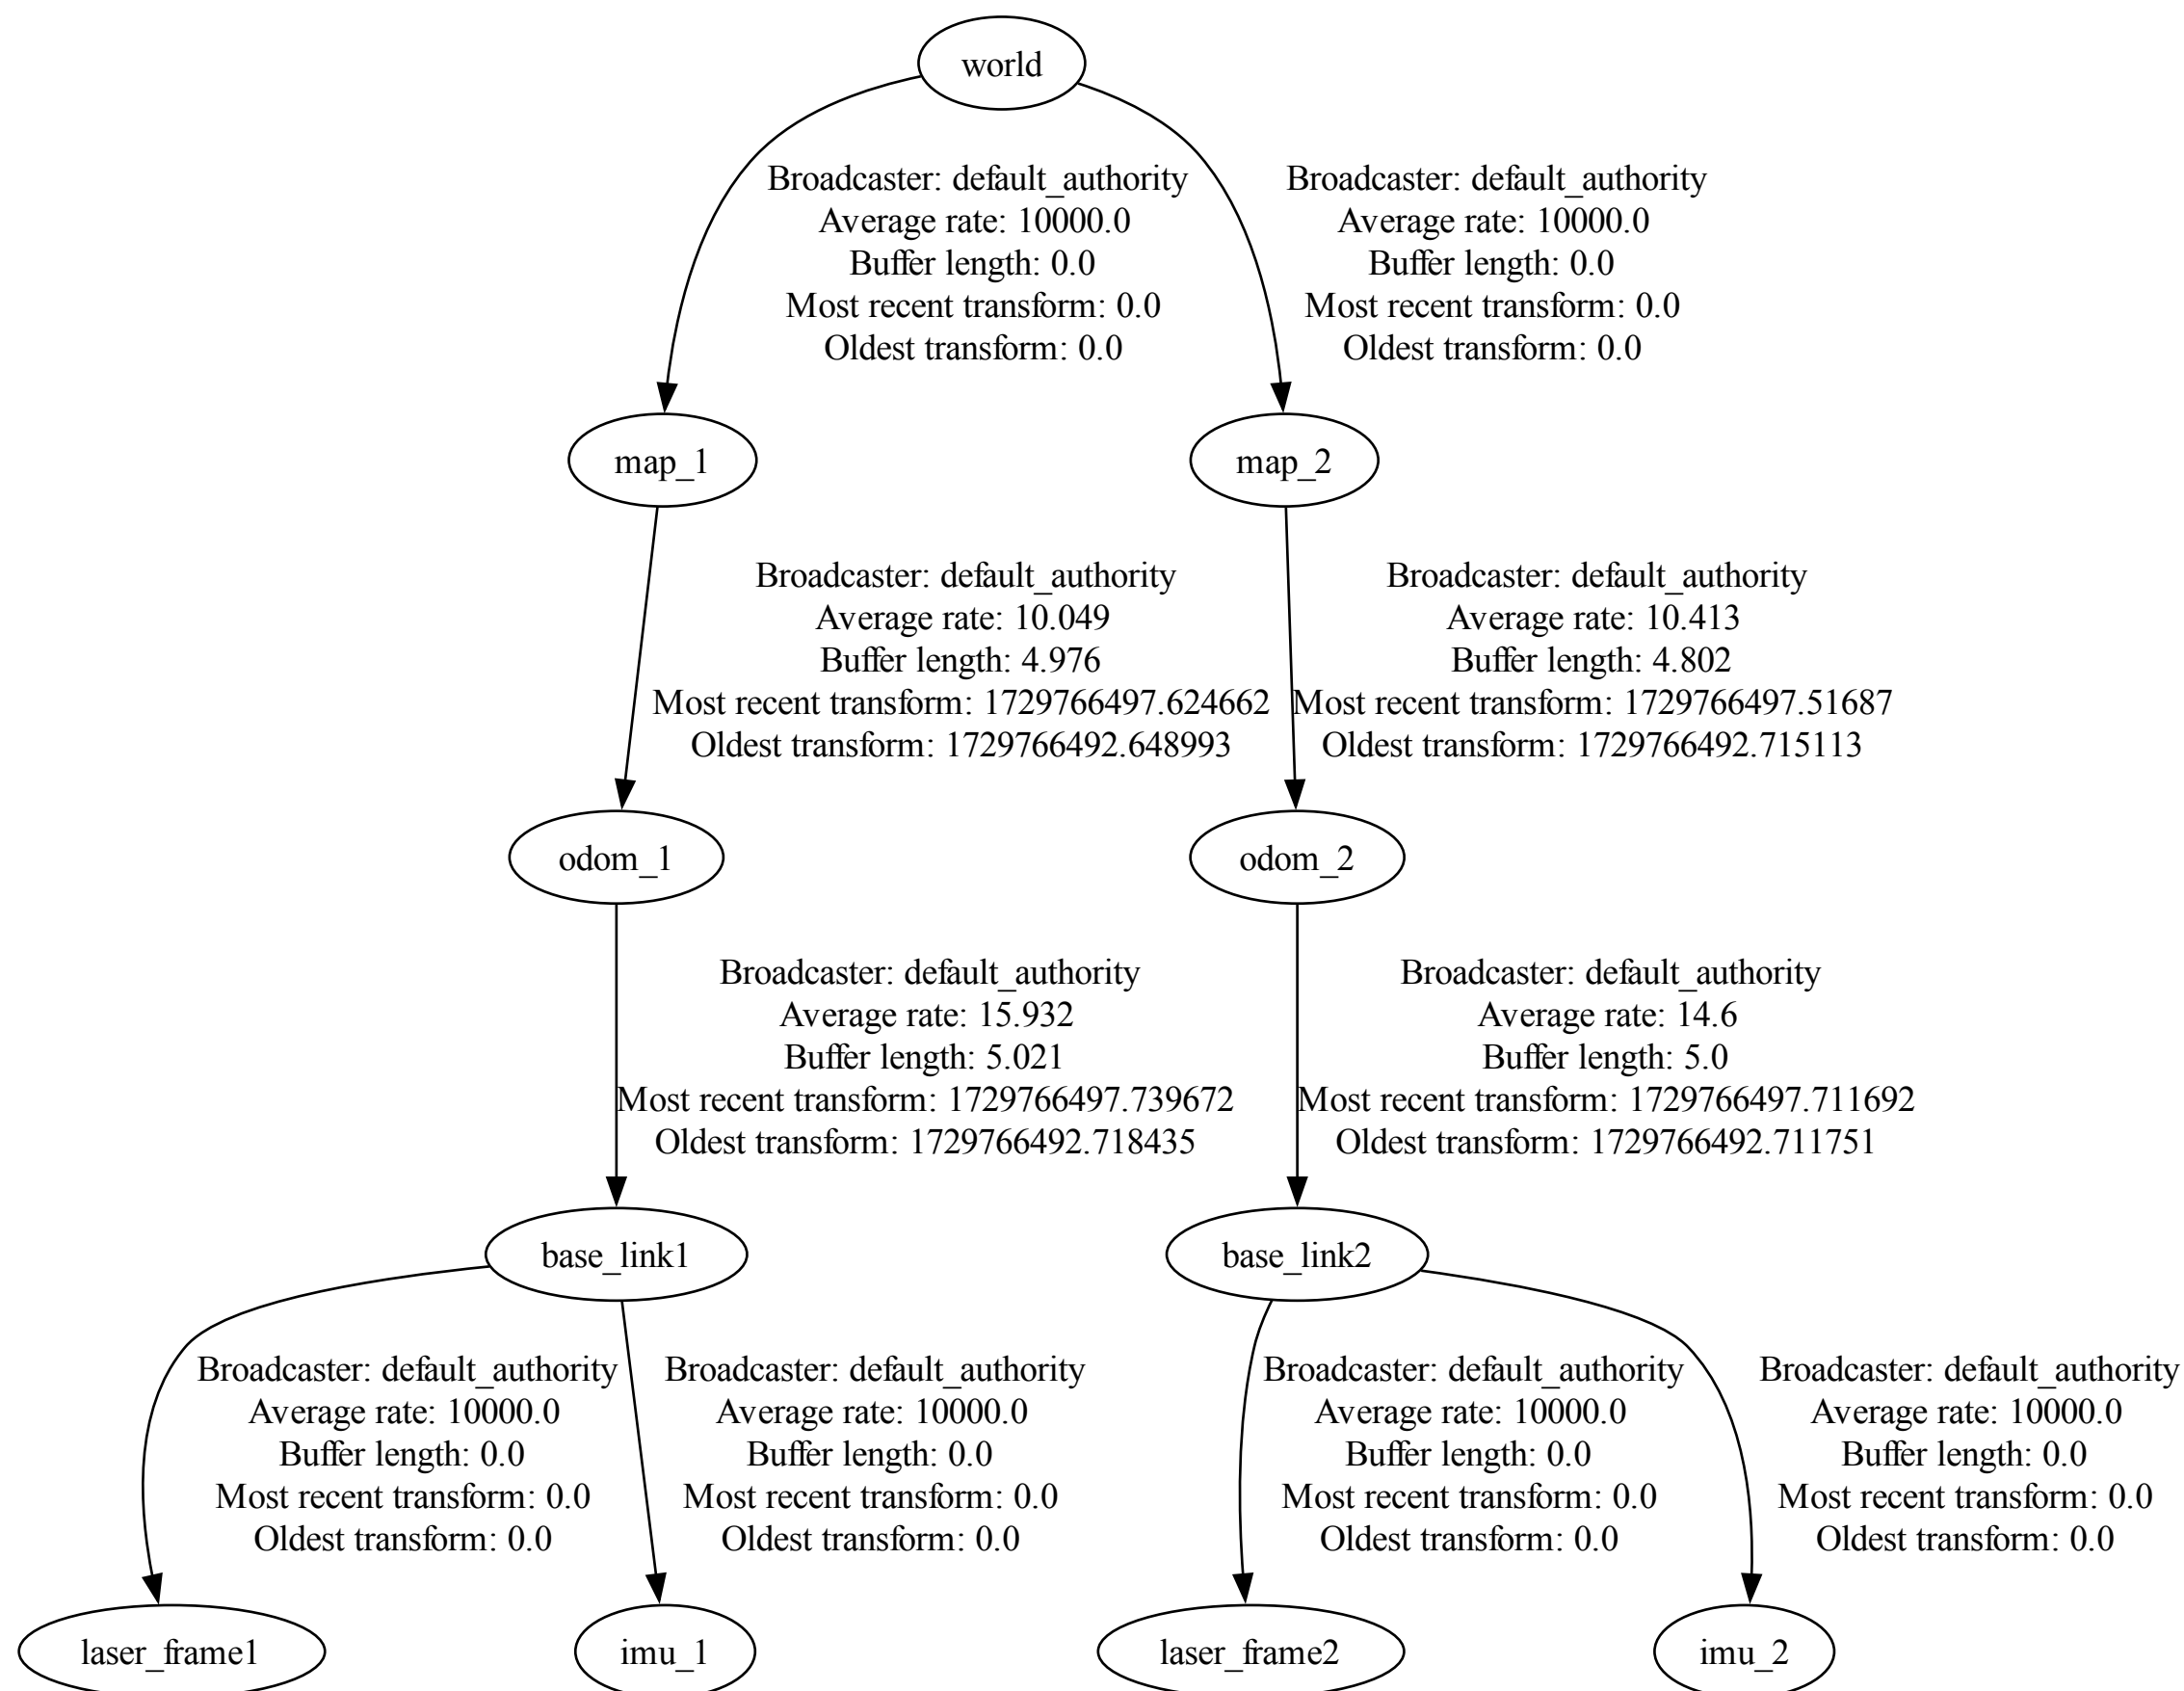 world
Broadcaster: default_authority
Average rate: 10000.0
Buffer length: 0.0
Most recent transform: 0.0
Oldest transform: 0.0
Broadcaster: default_authority
Average rate: 10000.0
Buffer length: 0.0
Most recent transform: 0.0
Oldest transform: 0.0
map_1
map_2
Broadcaster: default_authority
Average rate: 10.049
Buffer length: 4.976
Most recent transform: 1729766497.624662
Oldest transform: 1729766492.648993
Broadcaster: default_authority
Average rate: 10.413
Buffer length: 4.802
Most recent transform: 1729766497.51687
Oldest transform: 1729766492.715113
odom_1
odom_2
Broadcaster: default_authority
Average rate: 15.932
Buffer length: 5.021
Most recent transform: 1729766497.739672
Oldest transform: 1729766492.718435
Broadcaster: default_authority
Average rate: 14.6
Buffer length: 5.0
Most recent transform: 1729766497.711692
Oldest transform: 1729766492.711751
base_link1
base_link2
Broadcaster: default_authority
Average rate: 10000.0
Buffer length: 0.0
Most recent transform: 0.0
Oldest transform: 0.0
Broadcaster: default_authority
Average rate: 10000.0
Buffer length: 0.0
Most recent transform: 0.0
Oldest transform: 0.0
Broadcaster: default_authority
Average rate: 10000.0
Buffer length: 0.0
Most recent transform: 0.0
Oldest transform: 0.0
Broadcaster: default_authority
Average rate: 10000.0
Buffer length: 0.0
Most recent transform: 0.0
Oldest transform: 0.0
laser_frame1
imu_1
laser_frame2
imu_2